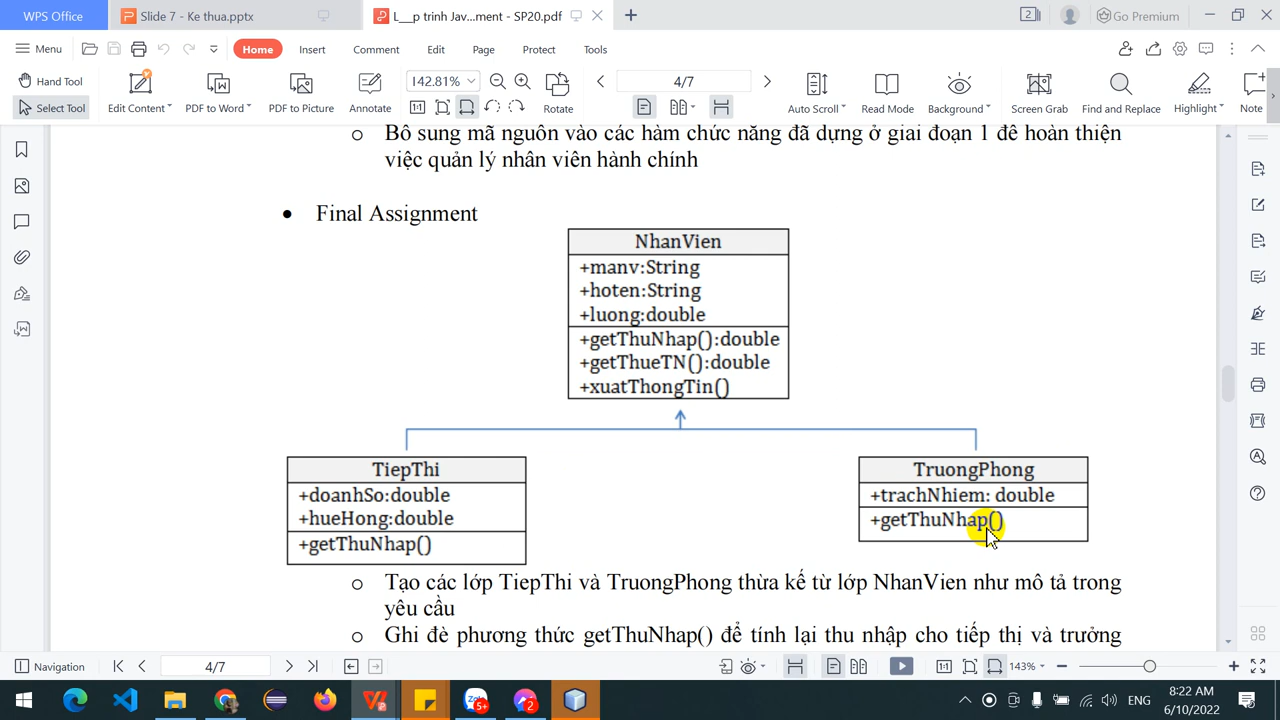 WPS Office
Slide 7 - Ke thua.pptx
L__p trinh Jav...ment - SP20.pdf
2
Go Premium
Menu
Home
Insert
Comment
Edit
Page
Protect
Tools
Hand Tool
Select Tool
Edit Content
PDF to Word
PDF to Picture
Annotate
142.81%
Rotate
4/7
Auto Scroll
Read Mode
Background
Screen Grab
Find and Replace
Highlight
Note
Bổ sung mã nguồn vào các hàm chức năng đã dựng ở giai đoạn 1 để hoàn thiện
việc quản lý nhân viên hành chính
Final Assignment
NhanVien
+manv:String
+hoten:String
+luong:double
+getThuNhap():double
+getThueTN():double
+xuatThongTin()
TiepThi
+doanhSo:double
+hueHong:double
+getThuNhap()
TruongPhong
+trachNhiem: double
+getThuNhap()
Tạo các lớp TiepThi và TruongPhong thừa kế từ lớp NhanVien như mô tả trong
yêu cầu
Ghi đè phương thức getThuNhap() để tính lại thu nhập cho tiếp thị và trưởng
Navigation
4/7
143%
ENG
8:22 AM
6/10/2022